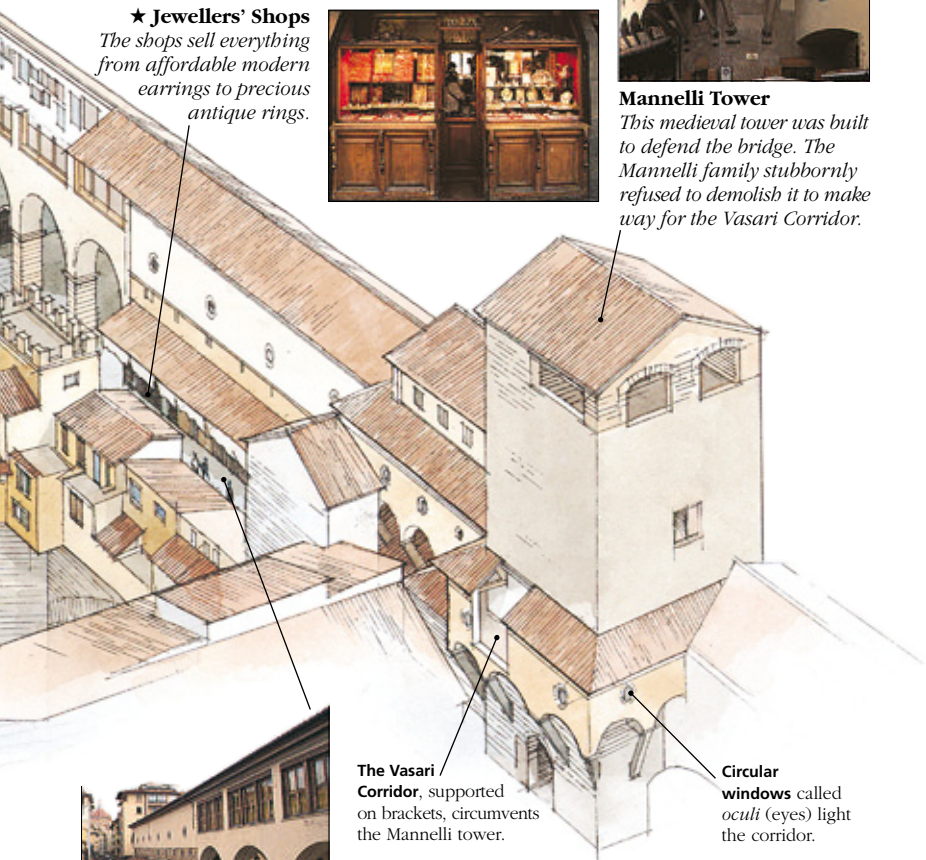 ★ Jewellers' Shops
The shops sell everything
from affordable modern
earrings to precious
antique rings.
Mannelli Tower
This medieval tower was built
to defend the bridge. The
Mannelli family stubbornly
refused to demolish it to make
way for the Vasari Corridor.
The Vasari
Corridor, supported
on brackets, circumvents
the Mannelli tower.
Circular
windows called
oculi (eyes) light
the corridor.